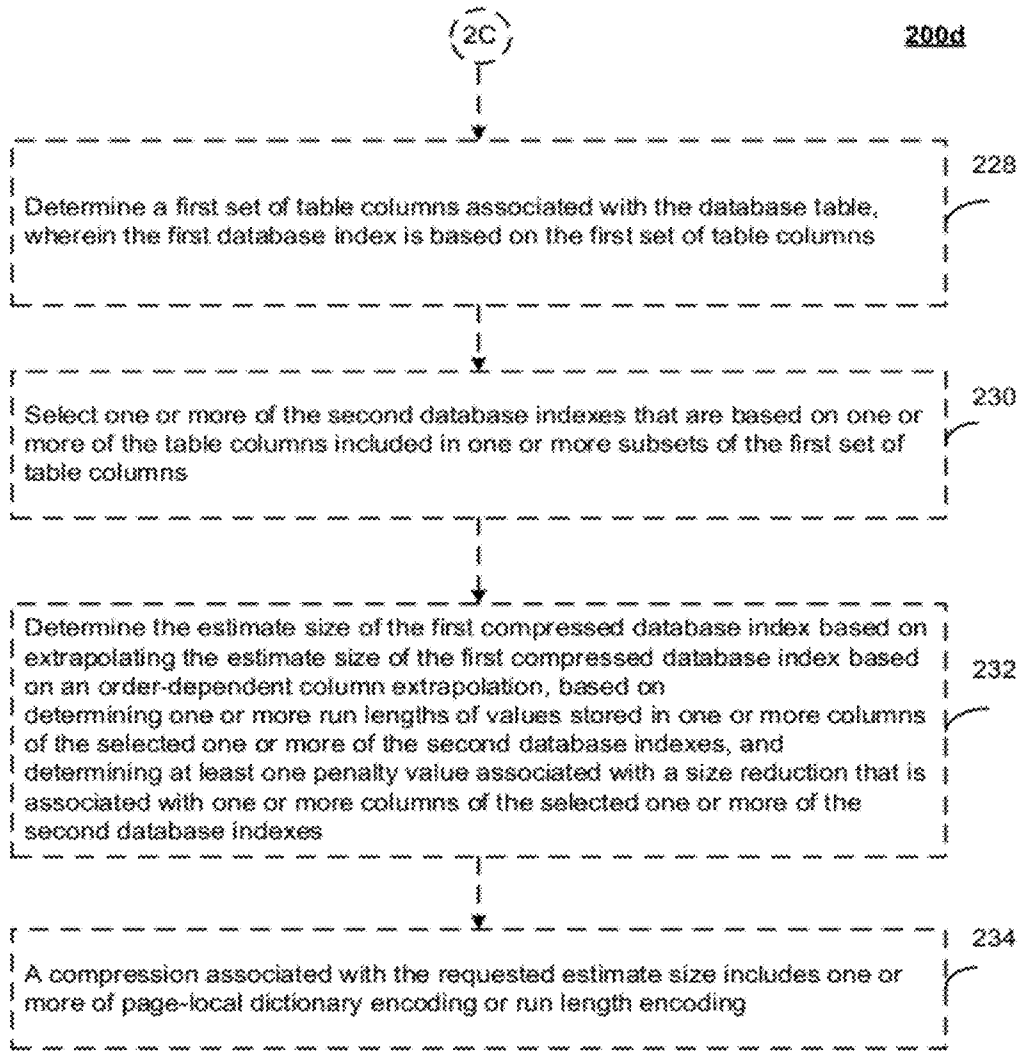 2C
200d
228
Determine a first set of table columns associated with the database table,
wherein the first database index is based on the first set of table columns
230
Select one or more of the second database indexes that are based on one or
more of the table columns included in one or more subsets of the first set of
table columns
Determine the estimate size of the first compressed database index based on
extrapolating the estimate size of the first compressed database index based
on an order-dependent column extrapolation, based on
232
determining one or more run lengths of values stored in one or more columns
of the selected one or more of the second database indexes, and
determining at least one penalty value associated with a size reduction that is
associated with one or more columns of the selected one or more of the
second database indexes
234
A compression associated with the requested estimate size includes one or
more of page-local dictionary encoding or run length encoding